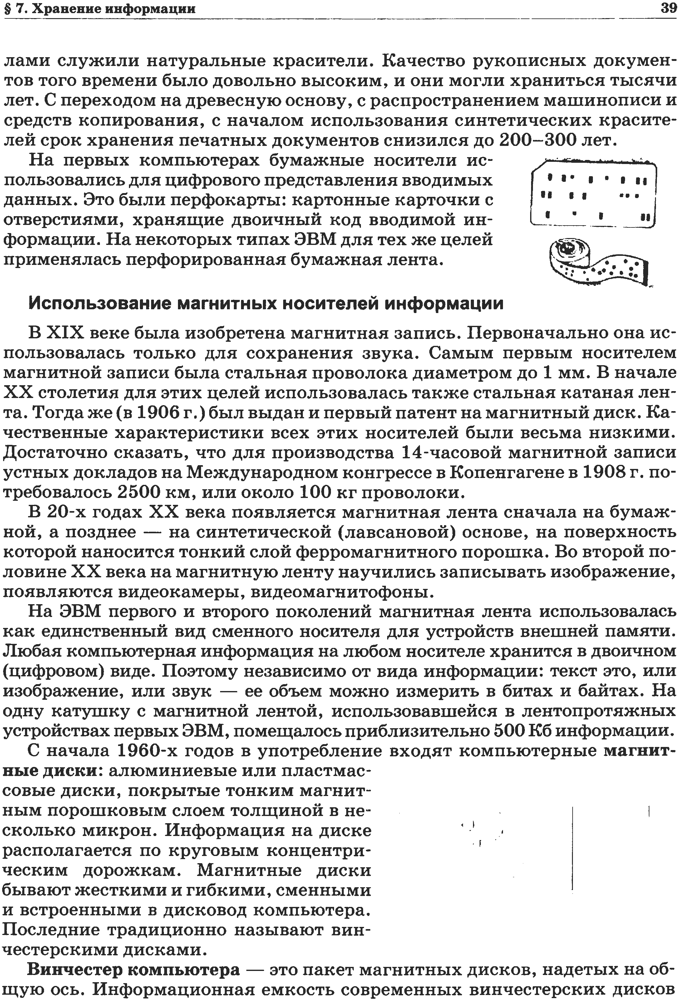 § 7. Хранение информации 39
лами служили натуральные красители. Качество рукописных докумен-
тов того времени было довольно высоким, и они могли храниться тысячи
лет. С переходом на древесную основу, с распространением машинописи и
средств копирования, с началом использования синтетических красите-
лей срок хранения печатных документов снизился до 200–300 лет.
На первых компьютерах бумажные носители ис-
пользовались для цифрового представления вводимых
данных. Это были перфокарты: картонные карточки с
отверстиями, хранящие двоичный код вводимой ин-
формации. На некоторых типах ЭВМ для тех же целей
применялась перфорированная бумажная лента.
Использование магнитных носителей информации
В XIX веке была изобретена магнитная запись. Первоначально она ис-
пользовалась только для сохранения звука. Самым первым носителем
магнитной записи была стальная проволока диаметром до 1 мм. В начале
XX столетия для этих целей использовалась также стальная катаная лен-
та. Тогда же (в 1906 г.) был выдан и первый патент на магнитный диск. Ка-
чественные характеристики всех этих носителей были весьма низкими.
Достаточно сказать, что для производства 14-часовой магнитной записи
устных докладов на Международном конгрессе в Копенгагене в 1908 г. по-
требовалось 2500 км, или около 100 кг проволоки.
В 20-х годах XX века появляется магнитная лента сначала на бумаж-
ной, а позднее — на синтетической (лавсановой) основе, на поверхность
которой наносится тонкий слой ферромагнитного порошка. Во второй по-
ловине XX века на магнитную ленту научились записывать изображение,
появляются видеокамеры, видеомагнитофоны.
На ЭВМ первого и второго поколений магнитная лента использовалась
как единственный вид сменного носителя для устройств внешней памяти.
Любая компьютерная информация на любом носителе хранится в двоичном
(цифровом) виде. Поэтому независимо от вида информации: текст это, или
изображение, или звук — ее объем можно измерить в битах и байтах. На
одну катушку с магнитной лентой, использовавшейся в лентопротяжных
устройствах первых ЭВМ, помещалось приблизительно 500 Кб информации.
С начала 1960-х годов в употребление входят компьютерные магнит-
ные диски: алюминиевые или пластмас-
совые диски, покрытые тонким магнит-
ным порошковым слоем толщиной в не-
сколько микрон. Информация на диске
располагается по круговым концентри-
ческим дорожкам. Магнитные диски
бывают жесткими и гибкими, сменными
и встроенными в дисковод компьютера.
Последние традиционно называют вин-
честерскими дисками.
Винчестер компьютера — это пакет магнитных дисков, надетых на об-
щую ось. Информационная емкость современных винчестерских дисков